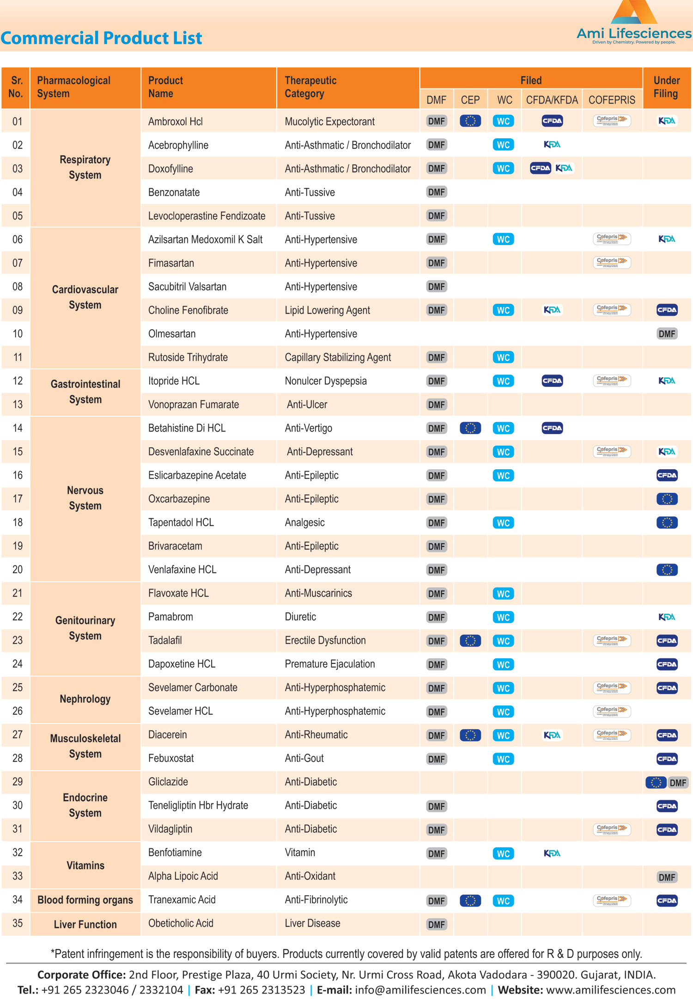 Commercial Product List
Ami Lifesciences
Driven by Chemistry. Powered by people.
Sr. No. Pharmacological System Product Name Therapeutic Category Filed Under Filing
DMF CEP WC CFDA/KFDA COFEPRIS
Respiratory System
01 Ambroxol Hcl Mucolytic Expectorant DMF WC CFDA Cofepris KFDA
02 Acebrophylline Anti-Asthmatic / Bronchodilator DMF WC KFDA
03 Doxofylline Anti-Asthmatic / Bronchodilator DMF WC CFDA KFDA
04 Benzonatate Anti-Tussive DMF
05 Levocloperastine Fendizoate Anti-Tussive DMF
Cardiovascular System
06 Azilsartan Medoxomil K Salt Anti-Hypertensive DMF WC Cofepris KFDA
07 Fimasartan Anti-Hypertensive DMF Cofepris
08 Sacubitril Valsartan Anti-Hypertensive DMF
09 Choline Fenofibrate Lipid Lowering Agent DMF WC KFDA Cofepris CFDA
10 Olmesartan Anti-Hypertensive DMF
11 Rutoside Trihydrate Capillary Stabilizing Agent DMF WC
Gastrointestinal System
12 Itopride HCL Nonulcer Dyspepsia DMF WC CFDA Cofepris KFDA
13 Vonoprazan Fumarate Anti-Ulcer DMF
Nervous System
14 Betahistine Di HCL Anti-Vertigo DMF WC CFDA
15 Desvenlafaxine Succinate Anti-Depressant DMF WC Cofepris KFDA
16 Eslicarbazepine Acetate Anti-Epileptic DMF WC CFDA
17 Oxcarbazepine Anti-Epileptic DMF
18 Tapentadol HCL Analgesic DMF WC
19 Brivaracetam Anti-Epileptic DMF
20 Venlafaxine HCL Anti-Depressant DMF
Genitourinary System
21 Flavoxate HCL Anti-Muscarinics DMF WC
22 Pamabrom Diuretic DMF WC KFDA
23 Tadalafil Erectile Dysfunction DMF WC Cofepris CFDA
24 Dapoxetine HCL Premature Ejaculation DMF WC CFDA
Nephrology
25 Sevelamer Carbonate Anti-Hyperphosphatemic DMF WC Cofepris CFDA
26 Sevelamer HCL Anti-Hyperphosphatemic DMF WC Cofepris
Musculoskeletal System
27 Diacerein Anti-Rheumatic DMF WC KFDA Cofepris CFDA
28 Febuxostat Anti-Gout DMF WC CFDA
Endocrine System
29 Gliclazide Anti-Diabetic DMF
30 Teneligliptin Hbr Hydrate Anti-Diabetic DMF CFDA
31 Vildagliptin Anti-Diabetic DMF Cofepris CFDA
Vitamins
32 Benfotiamine Vitamin DMF WC KFDA
33 Alpha Lipoic Acid Anti-Oxidant DMF
34 Blood forming organs Tranexamic Acid Anti-Fibrinolytic DMF WC Cofepris CFDA
35 Liver Function Obeticholic Acid Liver Disease DMF
*Patent infringement is the responsibility of buyers. Products currently covered by valid patents are offered for R & D purposes only.
Corporate Office: 2nd Floor, Prestige Plaza, 40 Urmi Society, Nr. Urmi Cross Road, Akota Vadodara - 390020. Gujarat, INDIA.
Tel.: +91 265 2323046 / 2332104 | Fax: +91 265 2313523 | E-mail: info@amilifesciences.com | Website: www.amilifesciences.com